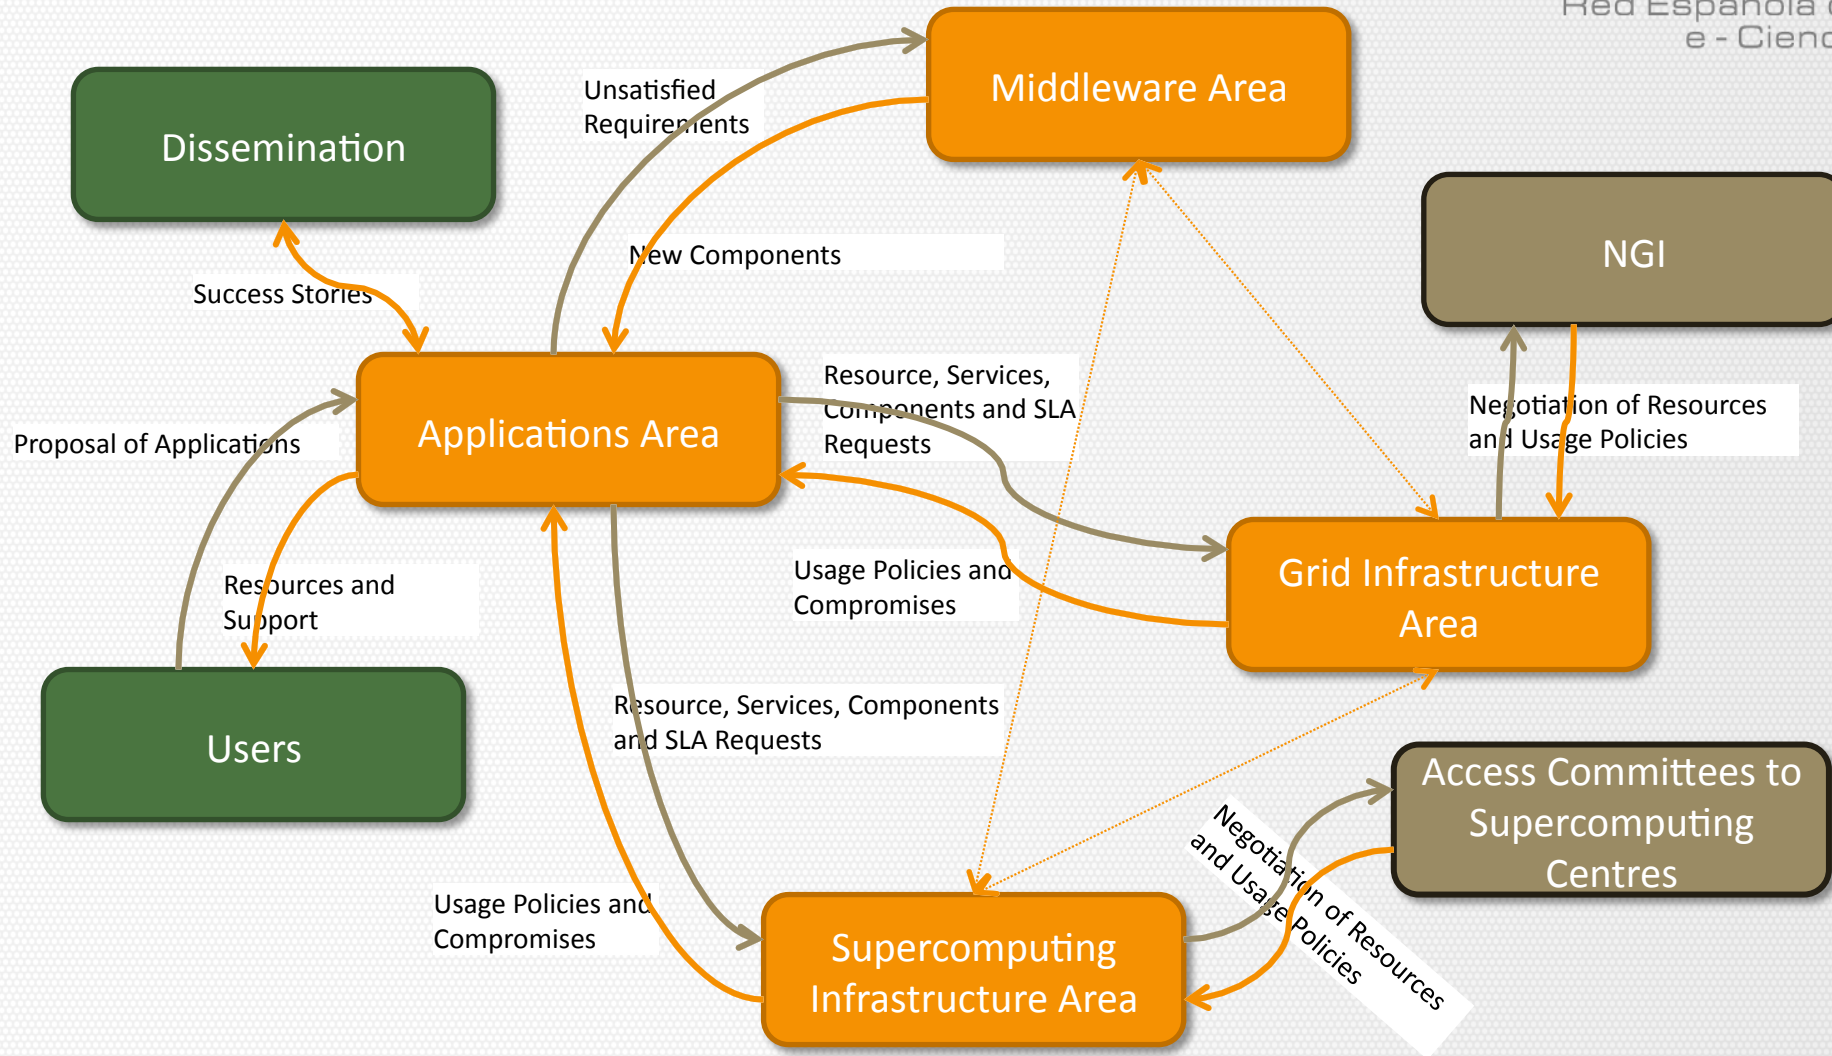 Red Española
e - Cienc
Middleware Area
Unsatisfied
Requirements
Dissemination
New Components
NGI
Success Stories
Resource, Services,
Components and SLA
Requests
Negotiation of Resources
and Usage Policies
Applications Area
Proposal of Applications
Usage Policies and
Compromises
Grid Infrastructure
Area
Resources and
Support
Resource, Services, Components
and SLA Requests
Users
Access Committees to
Supercomputing
Centres
Negotiation of Resources
and Usage Policies
Usage Policies and
Compromises
Supercomputing
Infrastructure Area